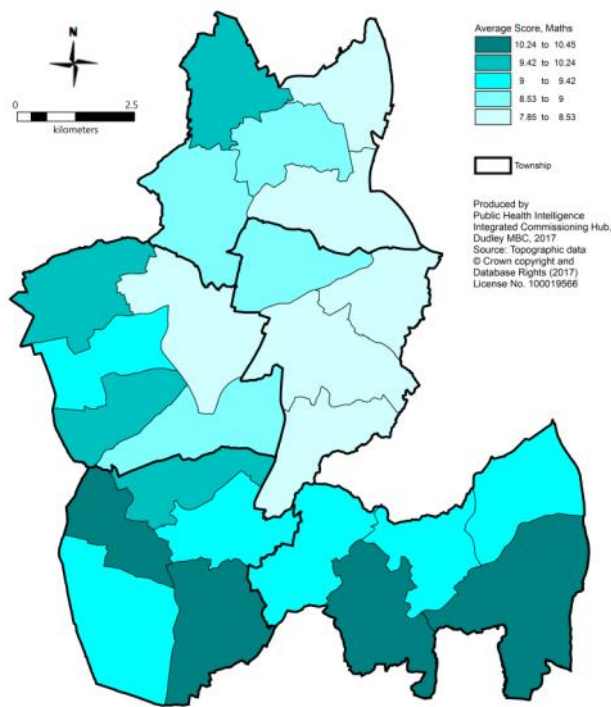 N
0 2.5
kilometers
Average Score, Maths
10.24 to 10.45
9.42 to 10.24
9 to 9.42
8.53 to 9
7.85 to 8.53
Township
Produced by
Public Health Intelligence
Integrated Commissioning Hub,
Dudley MBC, 2017
Source: Topographic data
© Crown copyright and
Database Rights (2017)
License No. 100019566